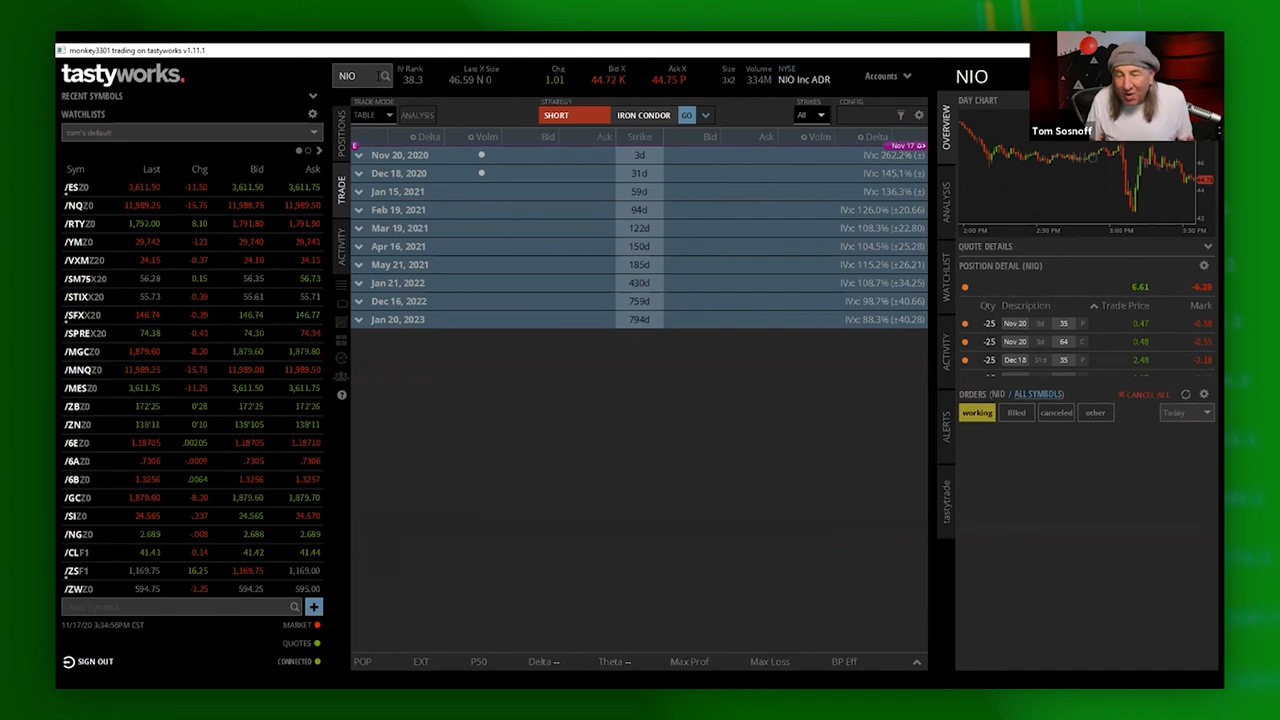 monkey3301 trading on tastyworks v1.11.1
tastyworks.
RECENT SYMBOLS
WATCHLISTS
tom's default
Sym Last Chg Bid Ask
/ESZ0 3,611.50 -11.50 3,611.50 3,611.75
/NQZ0 11,989.25 -15.75 11,988.75 11,989.50
/RTYZ0 1,792.00 8.10 1,791.80 1,791.90
/YMZ0 29,742 -123 29,740 29,743
/VXMZ20 24.15 -0.37 24.10 24.15
/SM75X20 56.28 0.15 56.35 56.73
/STIXX20 55.73 -0.39 55.61 55.71
/SFXX20 146.74 -0.29 146.74 146.77
/SPREX20 74.38 -0.43 74.30 74.34
/MGCZ0 1,879.60 -8.20 1,879.60 1,879.80
/MNQZ0 11,989.25 -15.75 11,989.00 11,989.50
/MESZ0 3,611.75 -11.25 3,611.50 3,611.75
/ZBZ0 172'25 0'28 172'25 172'26
/ZNZ0 138'11 0'10 138'105 138'11
/6EZ0 1.18705 .00205 1.18705 1.18710
/6AZ0 .7306 -.0009 .7305 .7306
/6BZ0 1.3256 .0064 1.3256 1.3257
/GCZ0 1,879.60 -8.20 1,879.60 1,879.70
/SIZ0 24.565 -.237 24.565 24.570
/NGZ0 2.689 -.008 2.688 2.689
/CLF1 41.43 -0.14 41.43 41.44
/ZSF1 1,169.75 16.25 1,169.75 1,169.00
/ZWZ0 594.75 -3.25 594.25 595.00
Add Symbol
11/17/20 3:34:56PM CST MARKET
QUOTES
SIGN OUT CONNECTED
NIO
IV Rank
38.3
Last X Size
46.59 N 0
Chg
1.01
Bid X
44.72 K
Ask X
44.75 P
Size
3x2
Volume
334M
NYSE
NIO Inc ADR
Accounts
POSITIONS
TRADE
ACTIVITY
TRADE MODE
TABLE ANALYSIS
STRATEGY
SHORT IRON CONDOR GO
STRIKES
All
CONFIG
Delta Volm Bid Ask Strike Bid Ask Volm Delta
E Nov 17
Nov 20, 2020 3d IVx: 262.2% (±)
Dec 18, 2020 31d IVx: 145.1% (±)
Jan 15, 2021 59d IVx: 136.3% (±)
Feb 19, 2021 94d IVx: 126.0% (±20.66)
Mar 19, 2021 122d IVx: 108.3% (±22.80)
Apr 16, 2021 150d IVx: 104.5% (±25.28)
May 21, 2021 185d IVx: 115.2% (±26.21)
Jan 21, 2022 430d IVx: 108.7% (±34.25)
Dec 16, 2022 759d IVx: 98.7% (±40.66)
Jan 20, 2023 794d IVx: 88.3% (±40.28)
POP EXT P50 Delta -- Theta -- Max Prof Max Loss BP Eff
OVERVIEW
ANALYSIS
WATCHLIST
ACTIVITY
ALERTS
tastytrade
NIO
DAY CHART
Tom Sosnoff
46
44.75
42
2:00 PM 2:30 PM 3:00 PM 3:30 PM
QUOTE DETAILS
POSITION DETAIL (NIO)
6.61 -6.29
Qty Description Trade Price Mark
-25 Nov 20 3d 35 P 0.47 -0.58
-25 Nov 20 3d 64 C 0.48 -0.55
-25 Dec 18 31d 35 P 2.48 -2.18
ORDERS (NIO / ALL SYMBOLS) CANCEL ALL
working filled canceled other Today